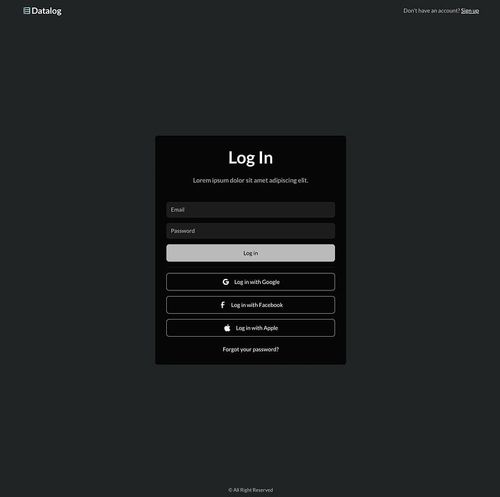 Datalog
Don't have an account? Sign up
Log In
Lorem ipsum dolor sit amet adipiscing elit.
Email
Password
Log in
Log in with Google
Log in with Facebook
Log in with Apple
Forgot your password?
© All Right Reserved